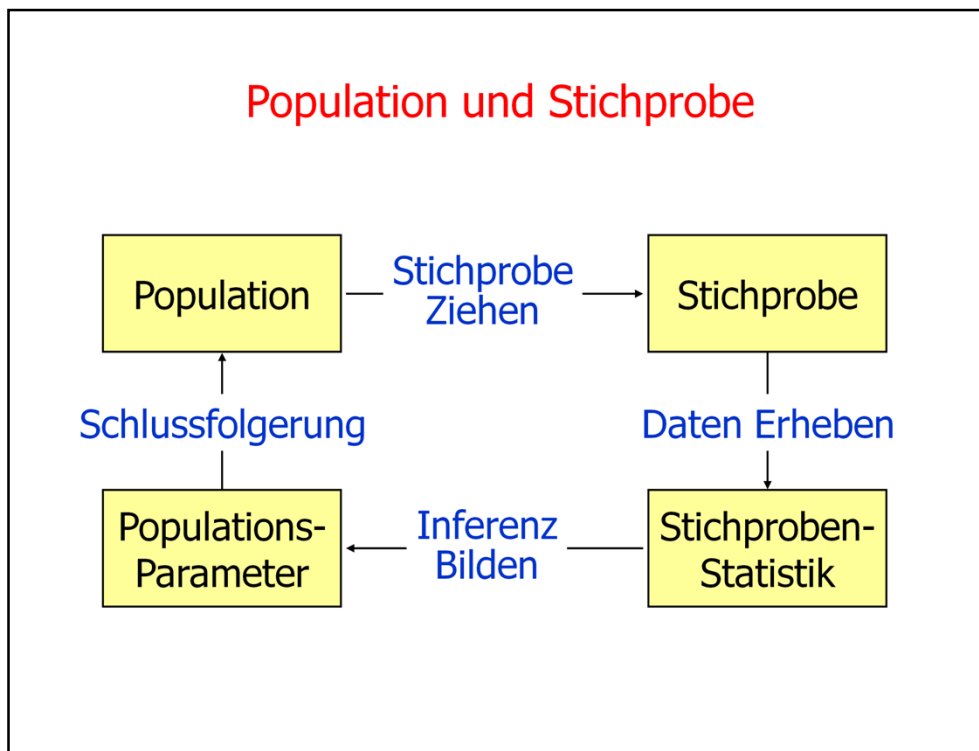 Population und Stichprobe
Population
Stichprobe
Ziehen
Stichprobe
Schlussfolgerung
Daten Erheben
Populations-
Parameter
Inferenz
Bilden
Stichproben-
Statistik